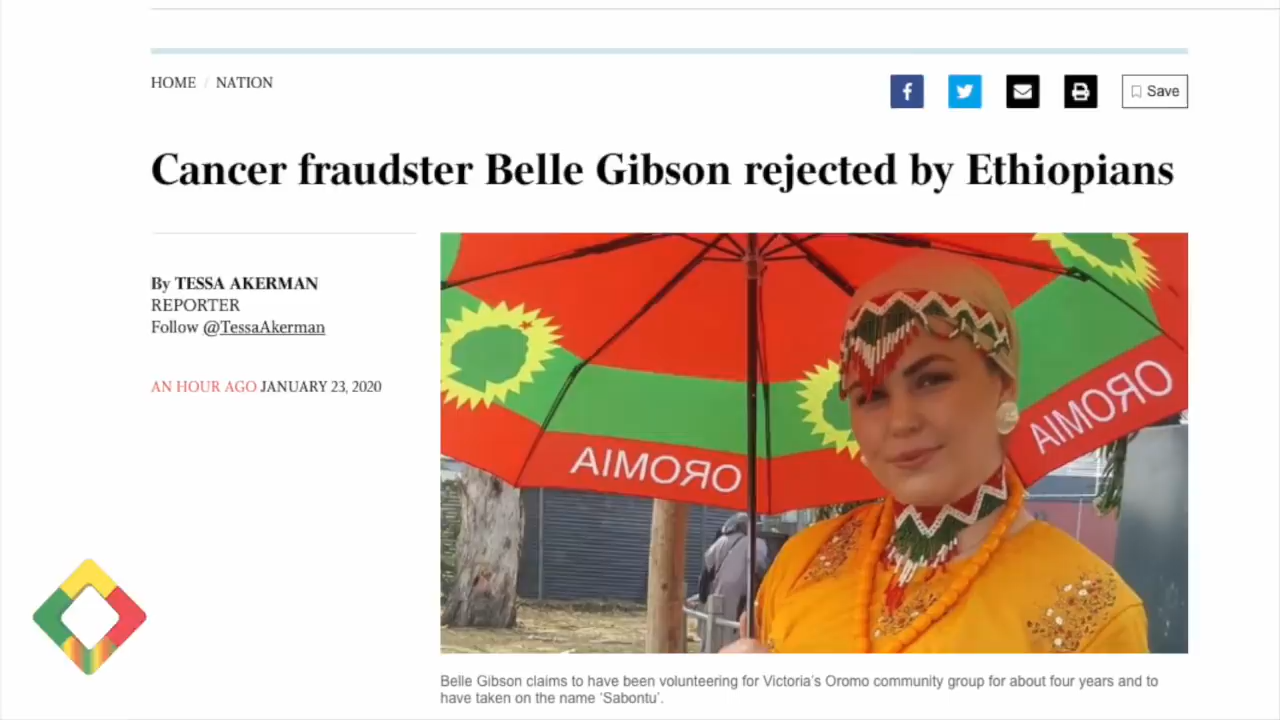 HOME / NATION
Save
Cancer fraudster Belle Gibson rejected by Ethiopians
By TESSA AKERMAN
REPORTER
Follow @TessaAkerman
AN HOUR AGO JANUARY 23, 2020
OROMIA
OROMIA
Belle Gibson claims to have been volunteering for Victoria's Oromo community group for about four years and to
have taken on the name 'Sabontu'.